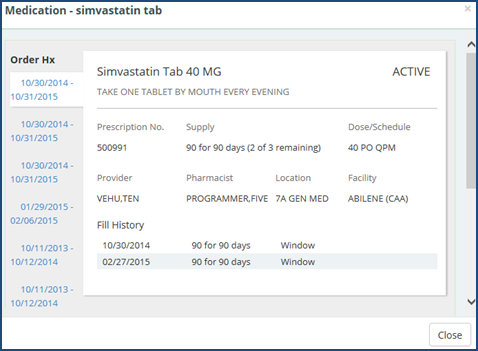 Medication - simvastatin tab
×
Order Hx
10/30/2014 -
10/31/2015
10/30/2014 -
10/31/2015
10/30/2014 -
10/31/2015
01/29/2015 -
02/06/2015
10/11/2013 -
10/12/2014
10/11/2013 -
10/12/2014
Simvastatin Tab 40 MG ACTIVE
TAKE ONE TABLET BY MOUTH EVERY EVENING
Prescription No. Supply Dose/Schedule
500991 90 for 90 days (2 of 3 remaining) 40 PO QPM
Provider Pharmacist Location Facility
VEHU,TEN PROGRAMMER,FIVE 7A GEN MED ABILENE (CAA)
Fill History
10/30/2014 90 for 90 days Window
02/27/2015 90 for 90 days Window
Close